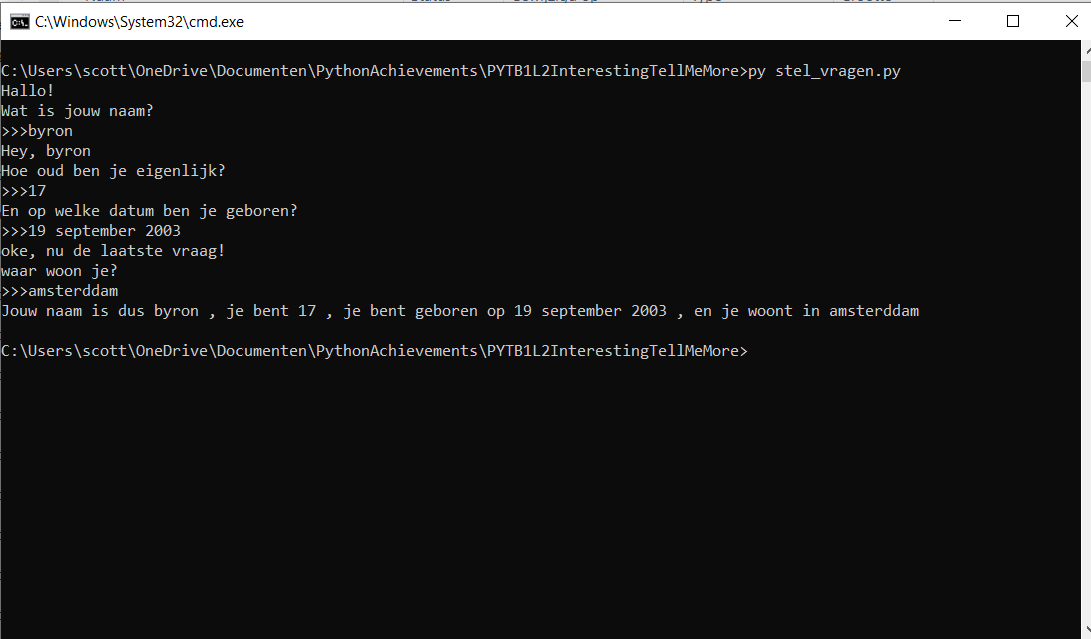 C:\Windows\System32\cmd.exe
C:\Users\scott\OneDrive\Documenten\PythonAchievements\PYTB1L2InterestingTellMeMore>py stel_vragen.py
Hallo!
Wat is jouw naam?
>>>byron
Hey, byron
Hoe oud ben je eigenlijk?
>>>17
En op welke datum ben je geboren?
>>>19 september 2003
oke, nu de laatste vraag!
waar woon je?
>>>amsterddam
Jouw naam is dus byron , je bent 17 , je bent geboren op 19 september 2003 , en je woont in amsterddam
C:\Users\scott\OneDrive\Documenten\PythonAchievements\PYTB1L2InterestingTellMeMore>